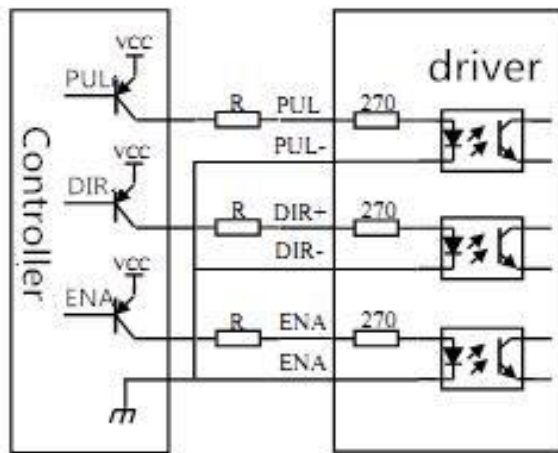 VCC
PUL
R
PUL
270
driver
PUL-
Controller
VCC
DIR
R
DIR+
270
DIR-
VCC
ENA
R
ENA
270
ENA